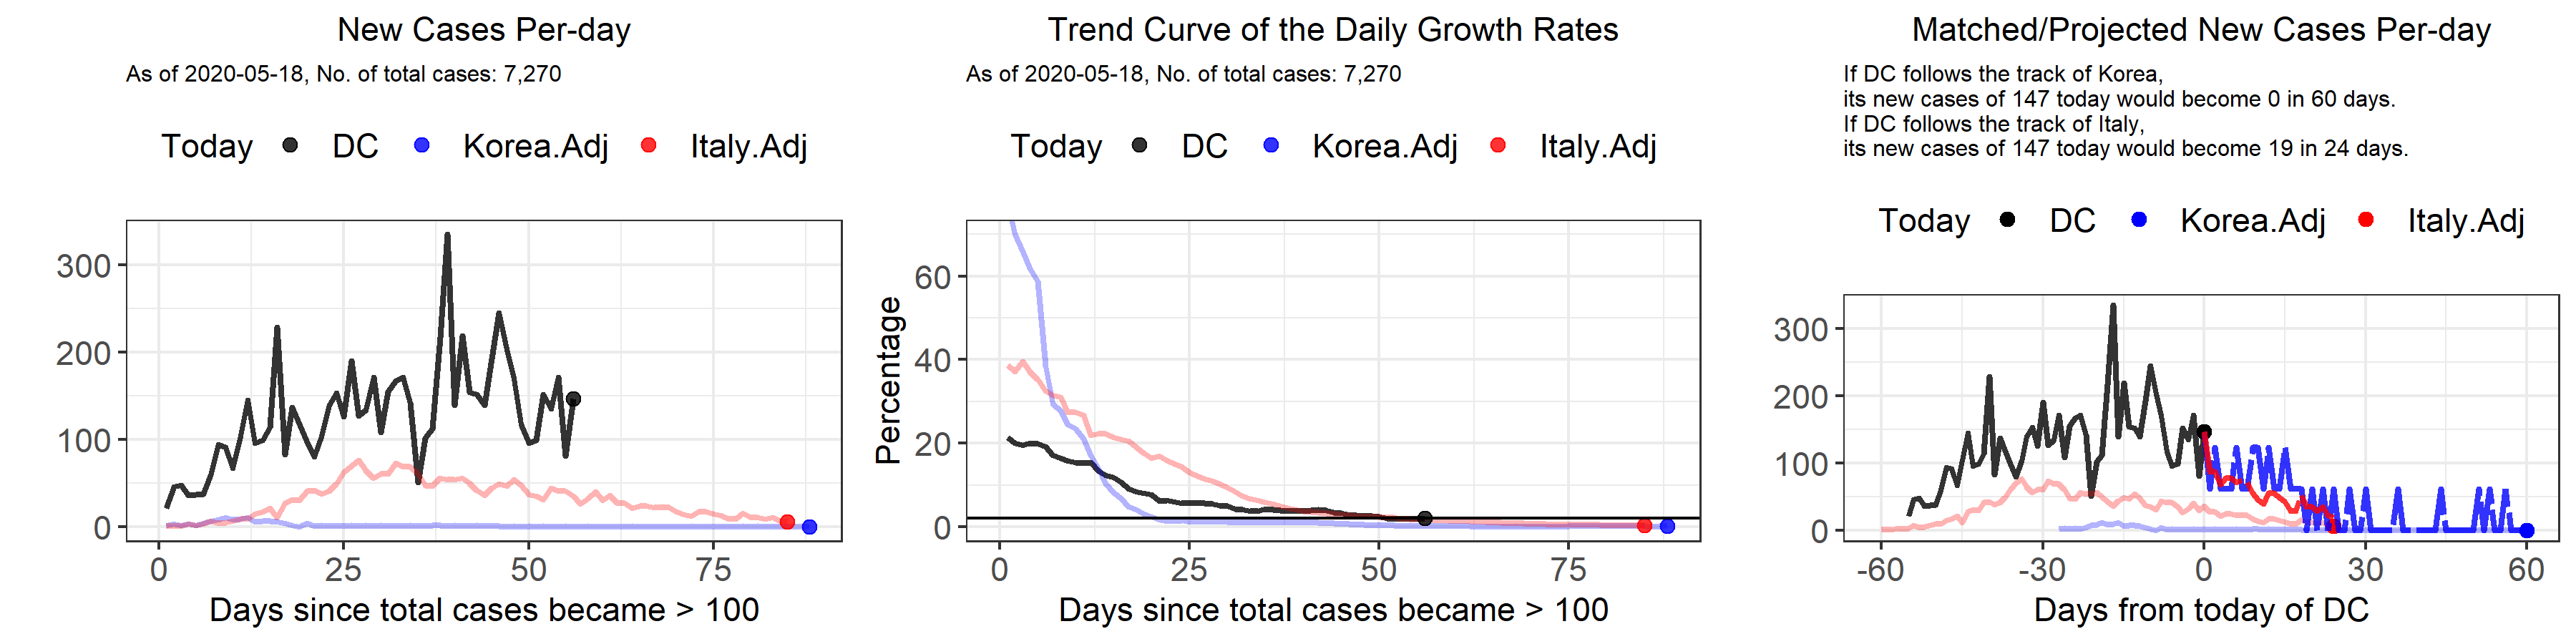 New Cases Per-day
As of 2020-05-18, No. of total cases: 7,270
Today DC Korea.Adj Italy.Adj
300
200
100
0
0 25 50 75
Days since total cases became > 100
Trend Curve of the Daily Growth Rates
As of 2020-05-18, No. of total cases: 7,270
Today DC Korea.Adj Italy.Adj
Percentage
60
40
20
0
0 25 50 75
Days since total cases became > 100
Matched/Projected New Cases Per-day
If DC follows the track of Korea,
its new cases of 147 today would become 0 in 60 days.
If DC follows the track of Italy,
its new cases of 147 today would become 19 in 24 days.
Today DC Korea.Adj Italy.Adj
300
200
100
0
-60 -30 0 30 60
Days from today of DC